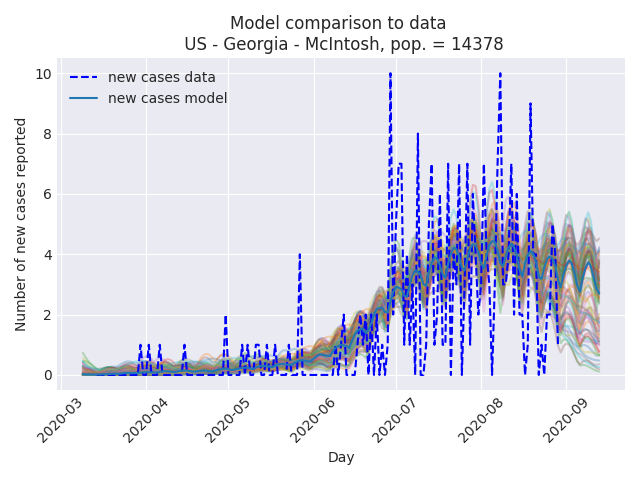 Model comparison to data
US - Georgia - McIntosh, pop. = 14378
new cases data
new cases model
Number of new cases reported
10
8
6
4
2
0
2020-03
2020-04
2020-05
2020-06
2020-07
2020-08
2020-09
Day